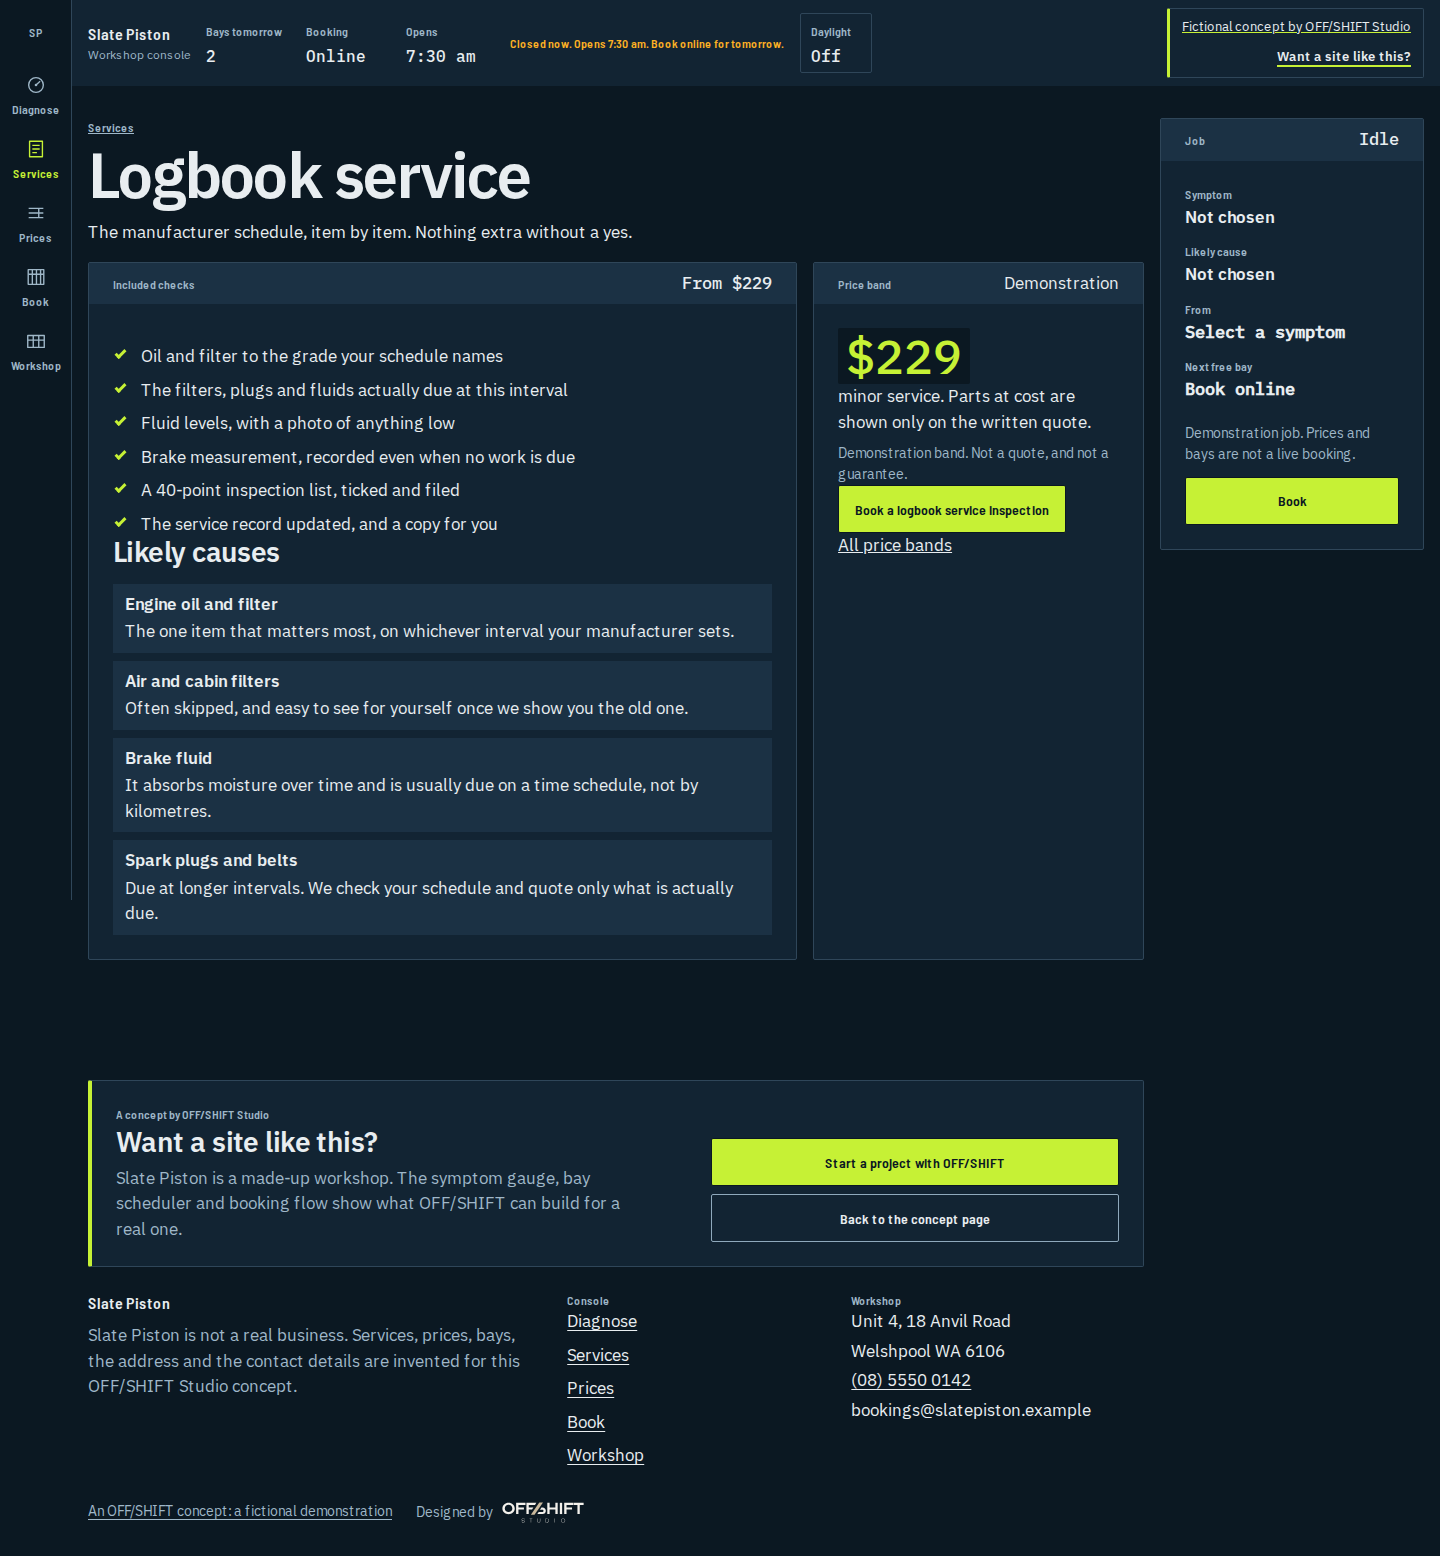 SP
Diagnose
Services
Prices
Book
Workshop
Slate Piston
Workshop console
Bays tomorrow
2
Booking
Online
Opens
7:30 am
Closed now. Opens 7:30 am. Book online for tomorrow.
Daylight
Off
Fictional concept by OFF/SHIFT Studio
Want a site like this?
Services
Logbook service
The manufacturer schedule, item by item. Nothing extra without a yes.
Included checks
From $229
Oil and filter to the grade your schedule names
The filters, plugs and fluids actually due at this interval
Fluid levels, with a photo of anything low
Brake measurement, recorded even when no work is due
A 40-point inspection list, ticked and filed
The service record updated, and a copy for you
Likely causes
Engine oil and filter
The one item that matters most, on whichever interval your manufacturer sets.
Air and cabin filters
Often skipped, and easy to see for yourself once we show you the old one.
Brake fluid
It absorbs moisture over time and is usually due on a time schedule, not by
kilometres.
Spark plugs and belts
Due at longer intervals. We check your schedule and quote only what is actually
due.
Price band
Demonstration
$229
minor service. Parts at cost are
shown only on the written quote.
Demonstration band. Not a quote, and not a
guarantee.
Book a logbook service inspection
All price bands
Job
Idle
Symptom
Not chosen
Likely cause
Not chosen
From
Select a symptom
Next free bay
Book online
Demonstration job. Prices and
bays are not a live booking.
Book
A concept by OFF/SHIFT Studio
Want a site like this?
Slate Piston is a made-up workshop. The symptom gauge, bay
scheduler and booking flow show what OFF/SHIFT can build for a
real one.
Start a project with OFF/SHIFT
Back to the concept page
Slate Piston
Slate Piston is not a real business. Services, prices, bays,
the address and the contact details are invented for this
OFF/SHIFT Studio concept.
Console
Diagnose
Services
Prices
Book
Workshop
Workshop
Unit 4, 18 Anvil Road
Welshpool WA 6106
(08) 5550 0142
bookings@slatepiston.example
An OFF/SHIFT concept: a fictional demonstration
Designed by
OFF/SHIFT
STUDIO